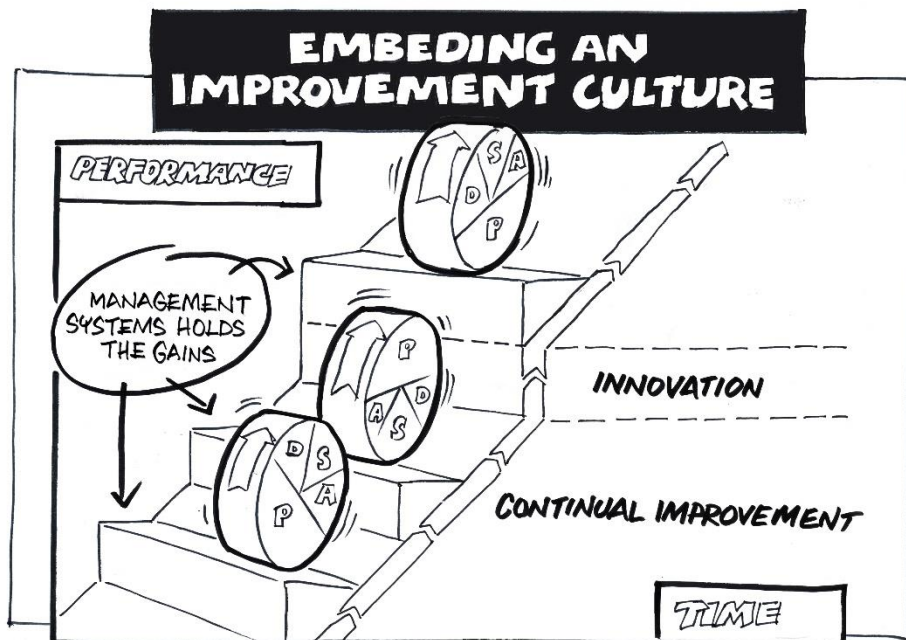 EMBEDING AN
IMPROVEMENT CULTURE
PERFORMANCE
MANAGEMENT
SYSTEMS HOLDS
THE GAINS
S
A
D
P
P
D
A
S
D
S
A
P
INNOVATION
CONTINUAL IMPROVEMENT
TIME